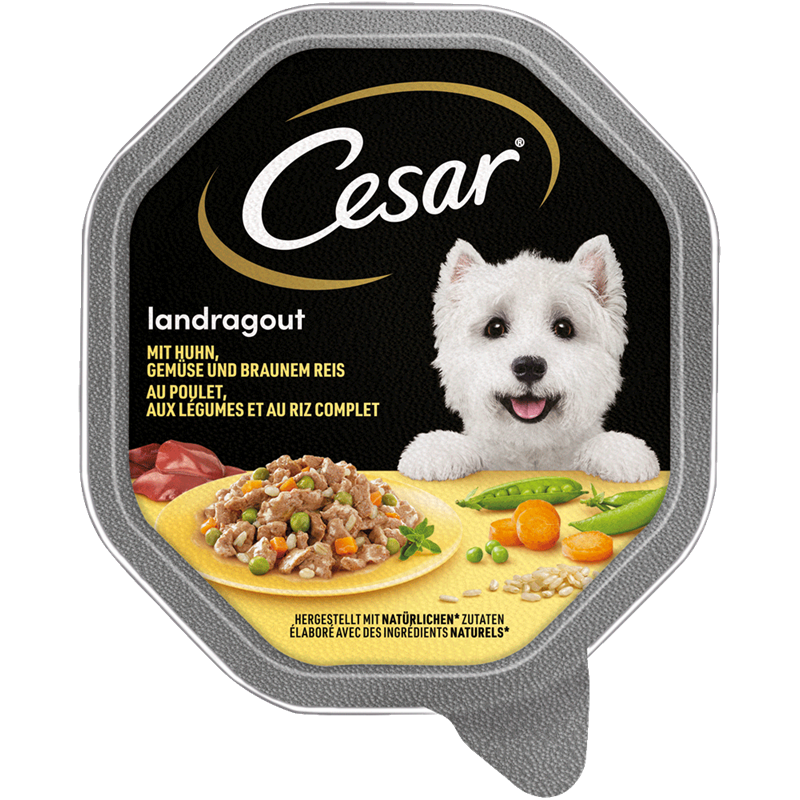 Cesar®
landragout
MIT HUHN,
GEMÜSE UND BRAUNEM REIS
AU POULET,
AUX LÉGUMES ET AU RIZ COMPLET
HERGESTELLT MIT NATÜRLICHEN* ZUTATEN
ÉLABORÉ AVEC DES INGRÉDIENTS NATURELS*